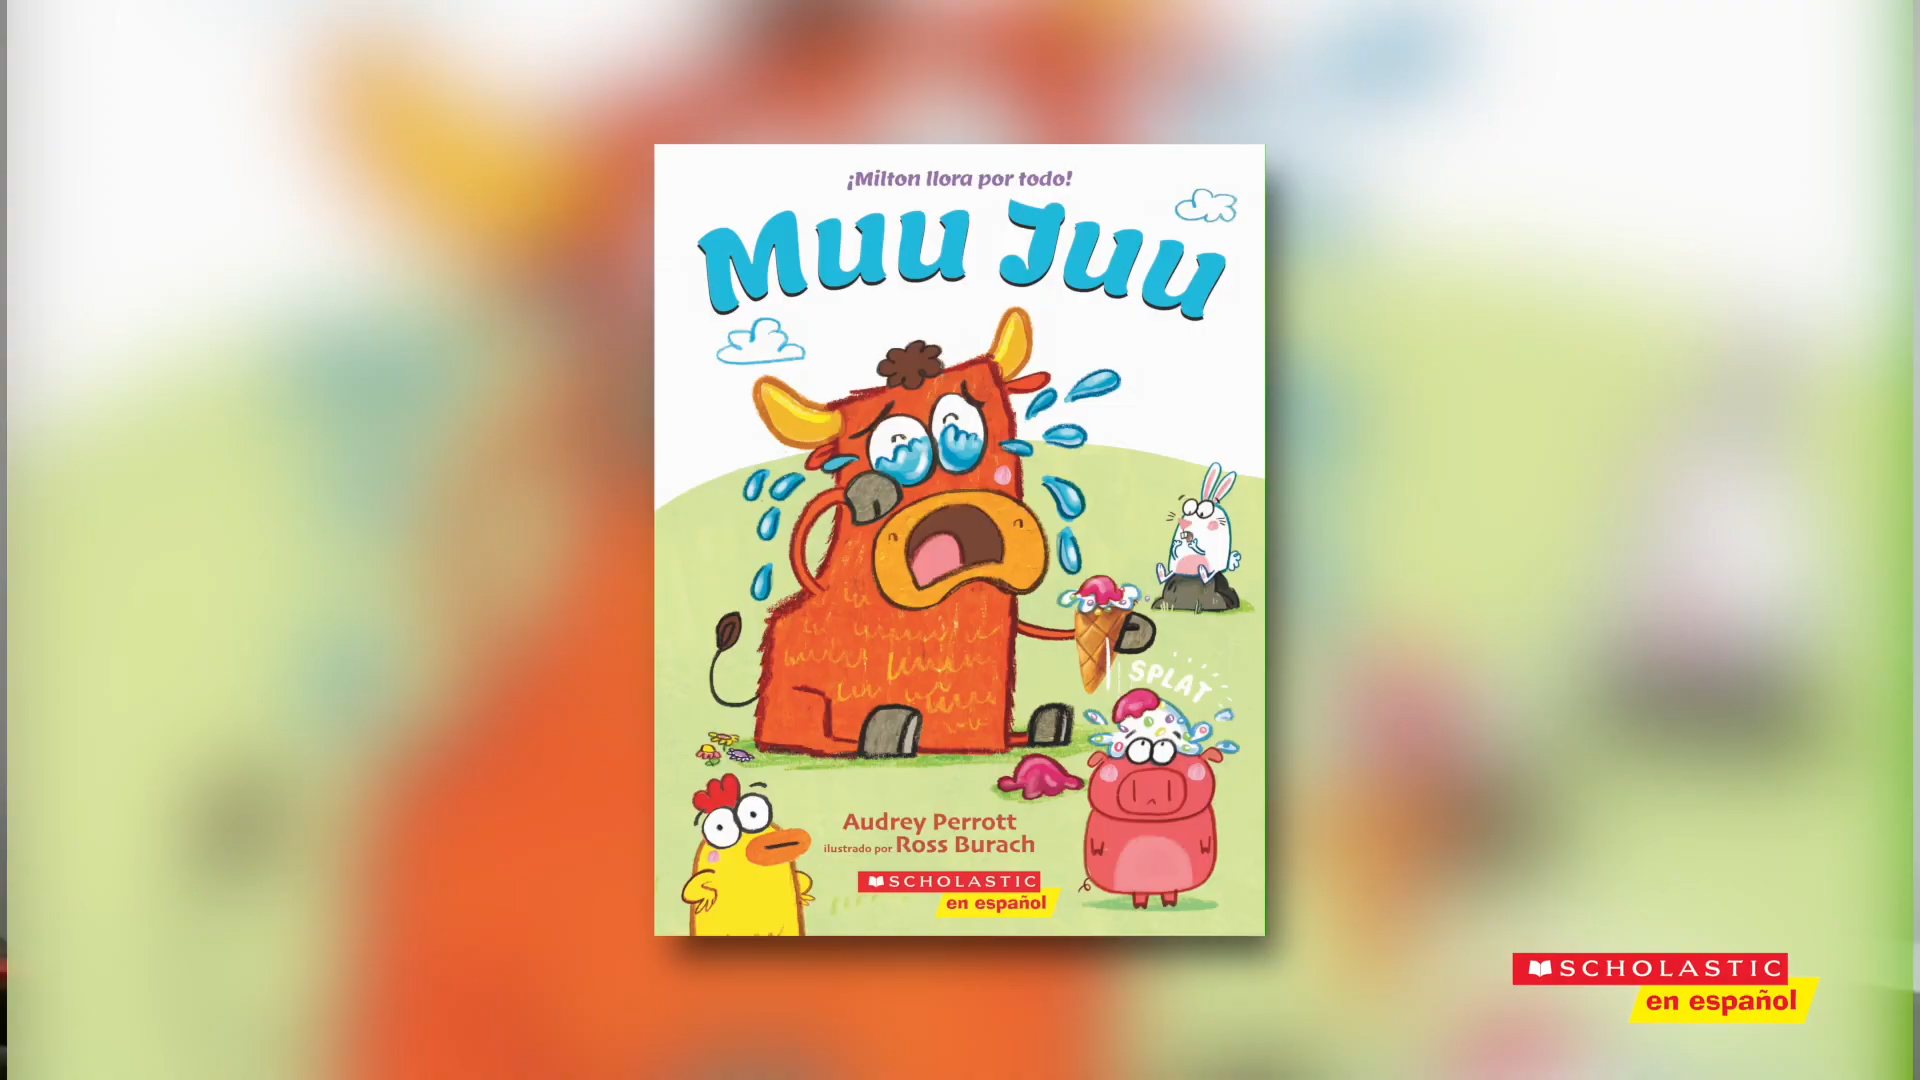 ¡Milton llora por todo!
Muu Juu
SPLAT
Audrey Perrott
ilustrado por Ross Burach
SCHOLASTIC
en español
SCHOLASTIC
en español